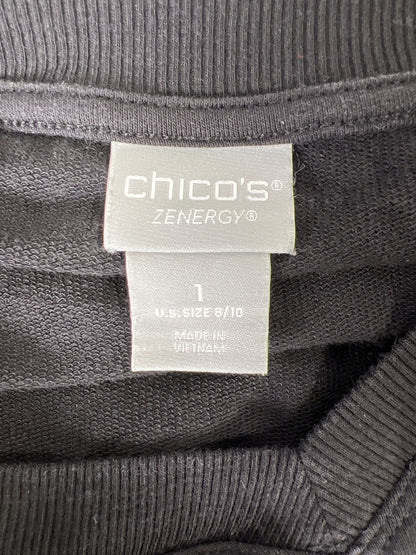 chico's®
ZENERGY®
1
U.S. SIZE 8/10
MADE IN
VIETNAM